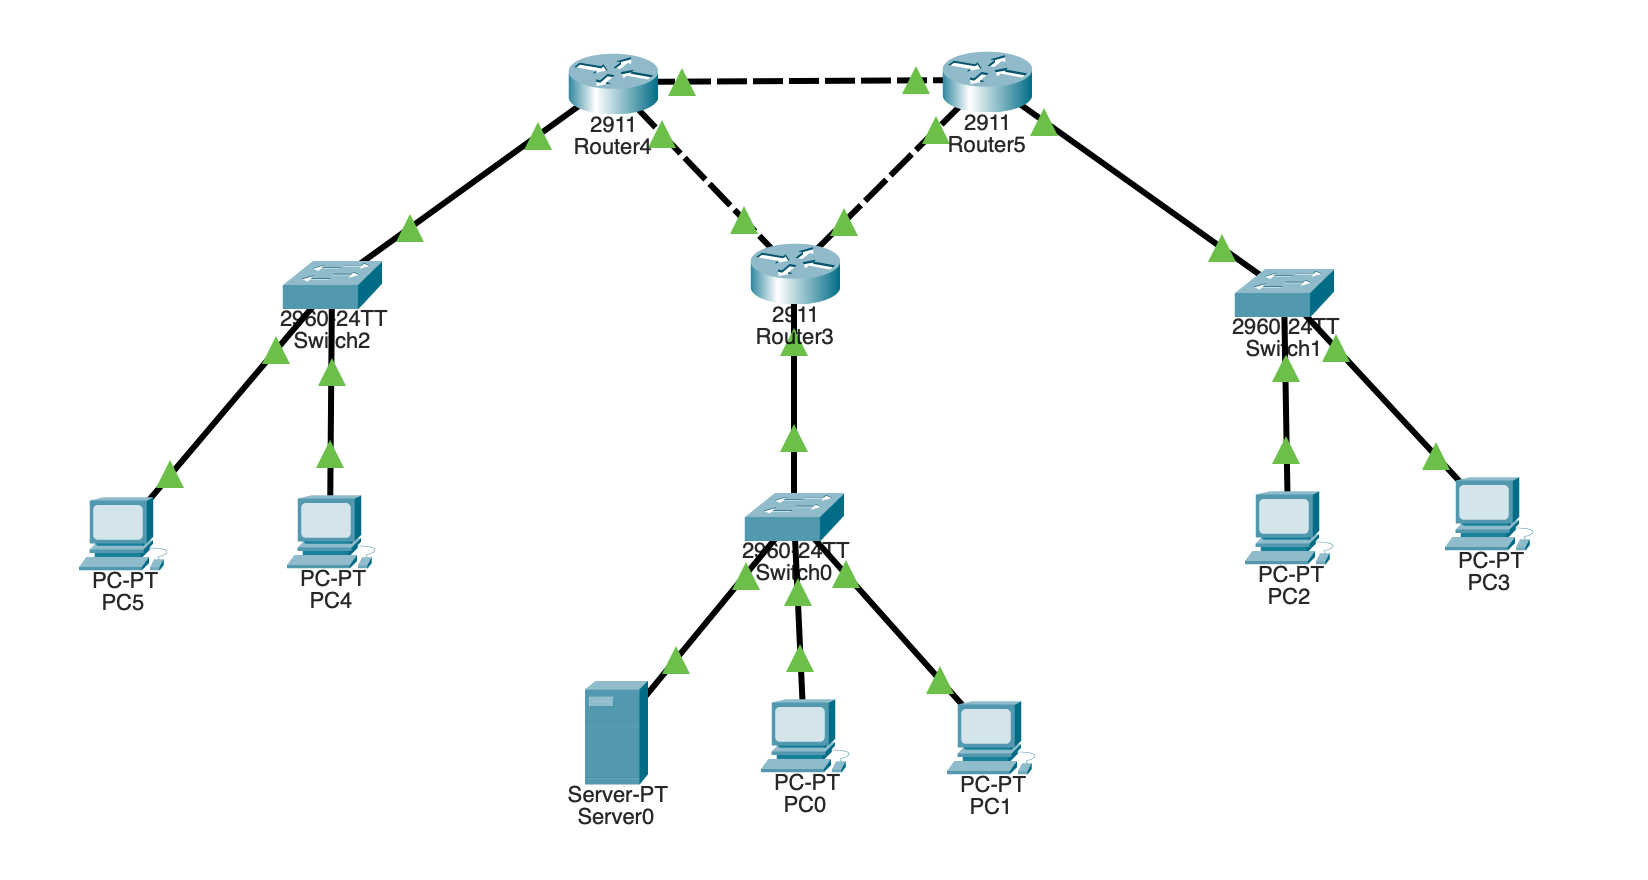 2911
Router4
2911
Router5
2911
Router3
2960-24TT
Switch2
2960-24TT
Switch1
2960-24TT
Switch0
PC-PT
PC5
PC-PT
PC4
PC-PT
PC2
PC-PT
PC3
Server-PT
Server0
PC-PT
PC0
PC-PT
PC1